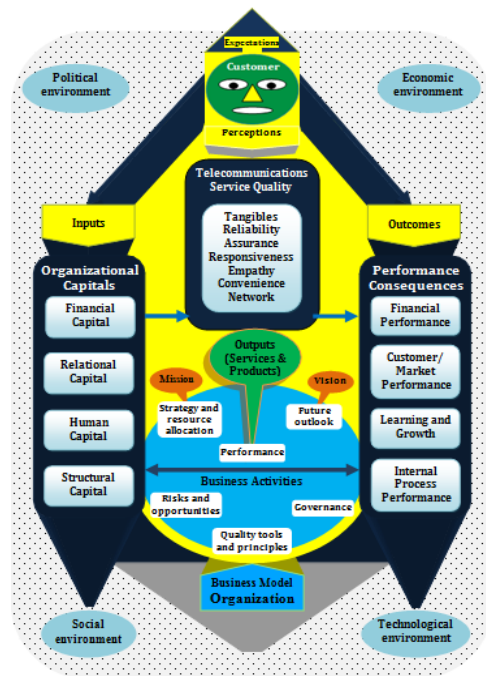 Expectations
Customer
Political
environment
Economic
environment
Perceptions
Telecommunications
Service Quality
Inputs
Outcomes
Tangibles
Reliability
Assurance
Responsiveness
Empathy
Convenience
Network
Organizational
Capitals
Performance
Consequences
Financial
Capital
Financial
Performance
Outputs
(Services &
Products)
Relational
Capital
Customer/
Market
Performance
Mission
Vision
Strategy and
resource
allocation
Future
outlook
Human
Capital
Learning and
Growth
Performance
Structural
Capital
Business Activities
Internal
Process
Performance
Risks and
opportunities
Governance
Quality tools
and principles
Business Model
Organization
Social
environment
Technological
environment